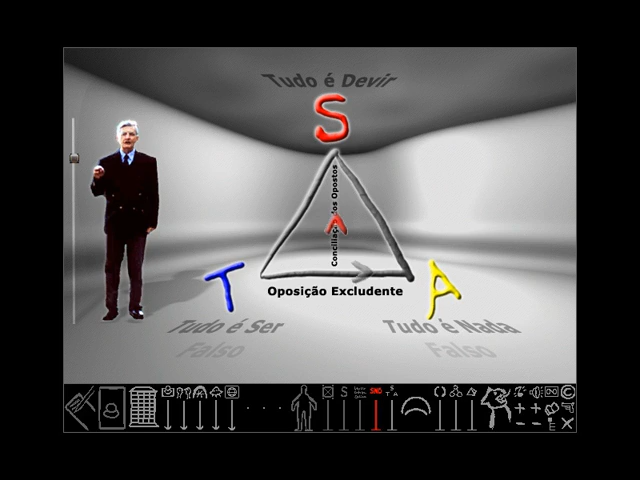 Tudo é Devir
S
Conciliação dos Opostos
T
A
Oposição Excludente
Tudo é Ser
Tudo é Nada
Falso
Falso
S
S
T A